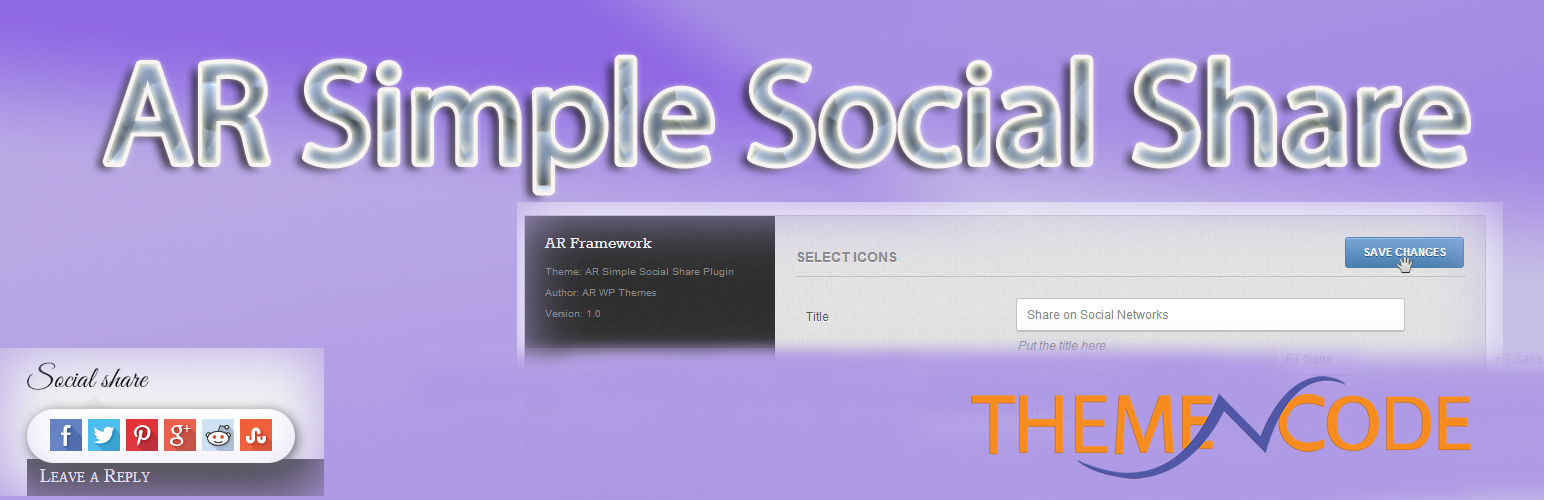 AR Simple Social Share
AR Framework
Theme: AR Simple Social Share Plugin
Author: AR WP Themes
Version: 1.0
SELECT ICONS
SAVE CHANGES
Title
Share on Social Networks
Put the title here.
PT Sans
PT Sans
Social share
f
g+
LEAVE A REPLY
THEMENCODE